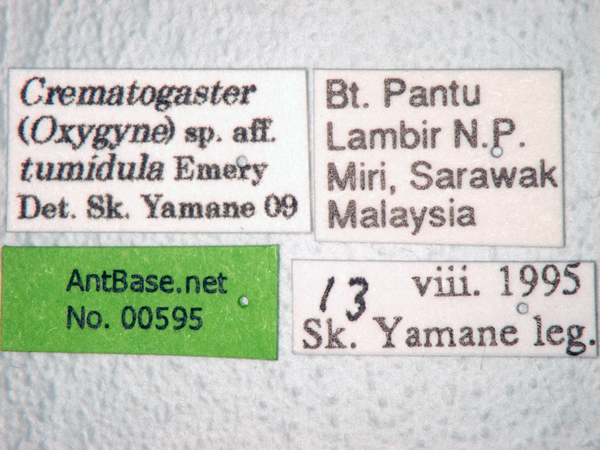 Crematogaster
(Oxygyne) sp. aff.
tumidula Emery
Det. Sk. Yamane 09
Bt. Pantu
Lambir N.P.
Miri, Sarawak
Malaysia
AntBase.net
No. 00595
13 viii. 1995
Sk. Yamane leg.